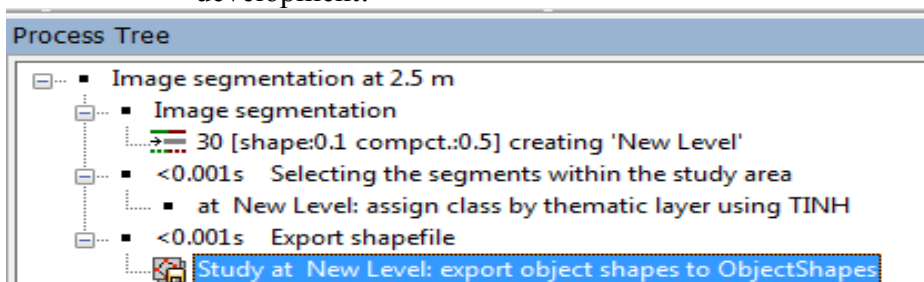 development.
Process Tree
Image segmentation at 2.5 m
Image segmentation
30 [shape:0.1 compct.:0.5] creating 'New Level'
<0.001s Selecting the segments within the study area
at New Level: assign class by thematic layer using TINH
<0.001s Export shapefile
Study at New Level: export object shapes to ObjectShapes